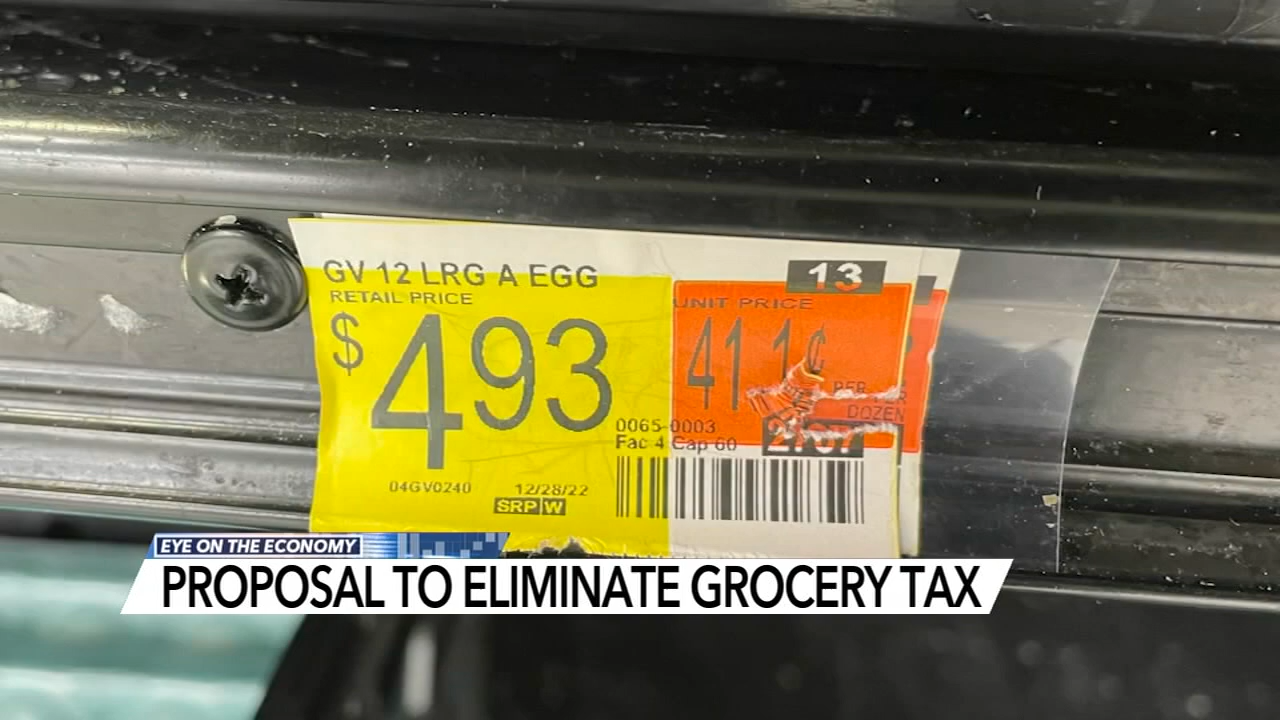 GV 12 LRG A EGG
13
RETAIL PRICE
UNIT PRICE
$493
41 1¢
PER
DOZEN
0065-0003
Fac 4 Cap 60
04GV0240
12/28/22
SRP W
EYE ON THE ECONOMY
PROPOSAL TO ELIMINATE GROCERY TAX